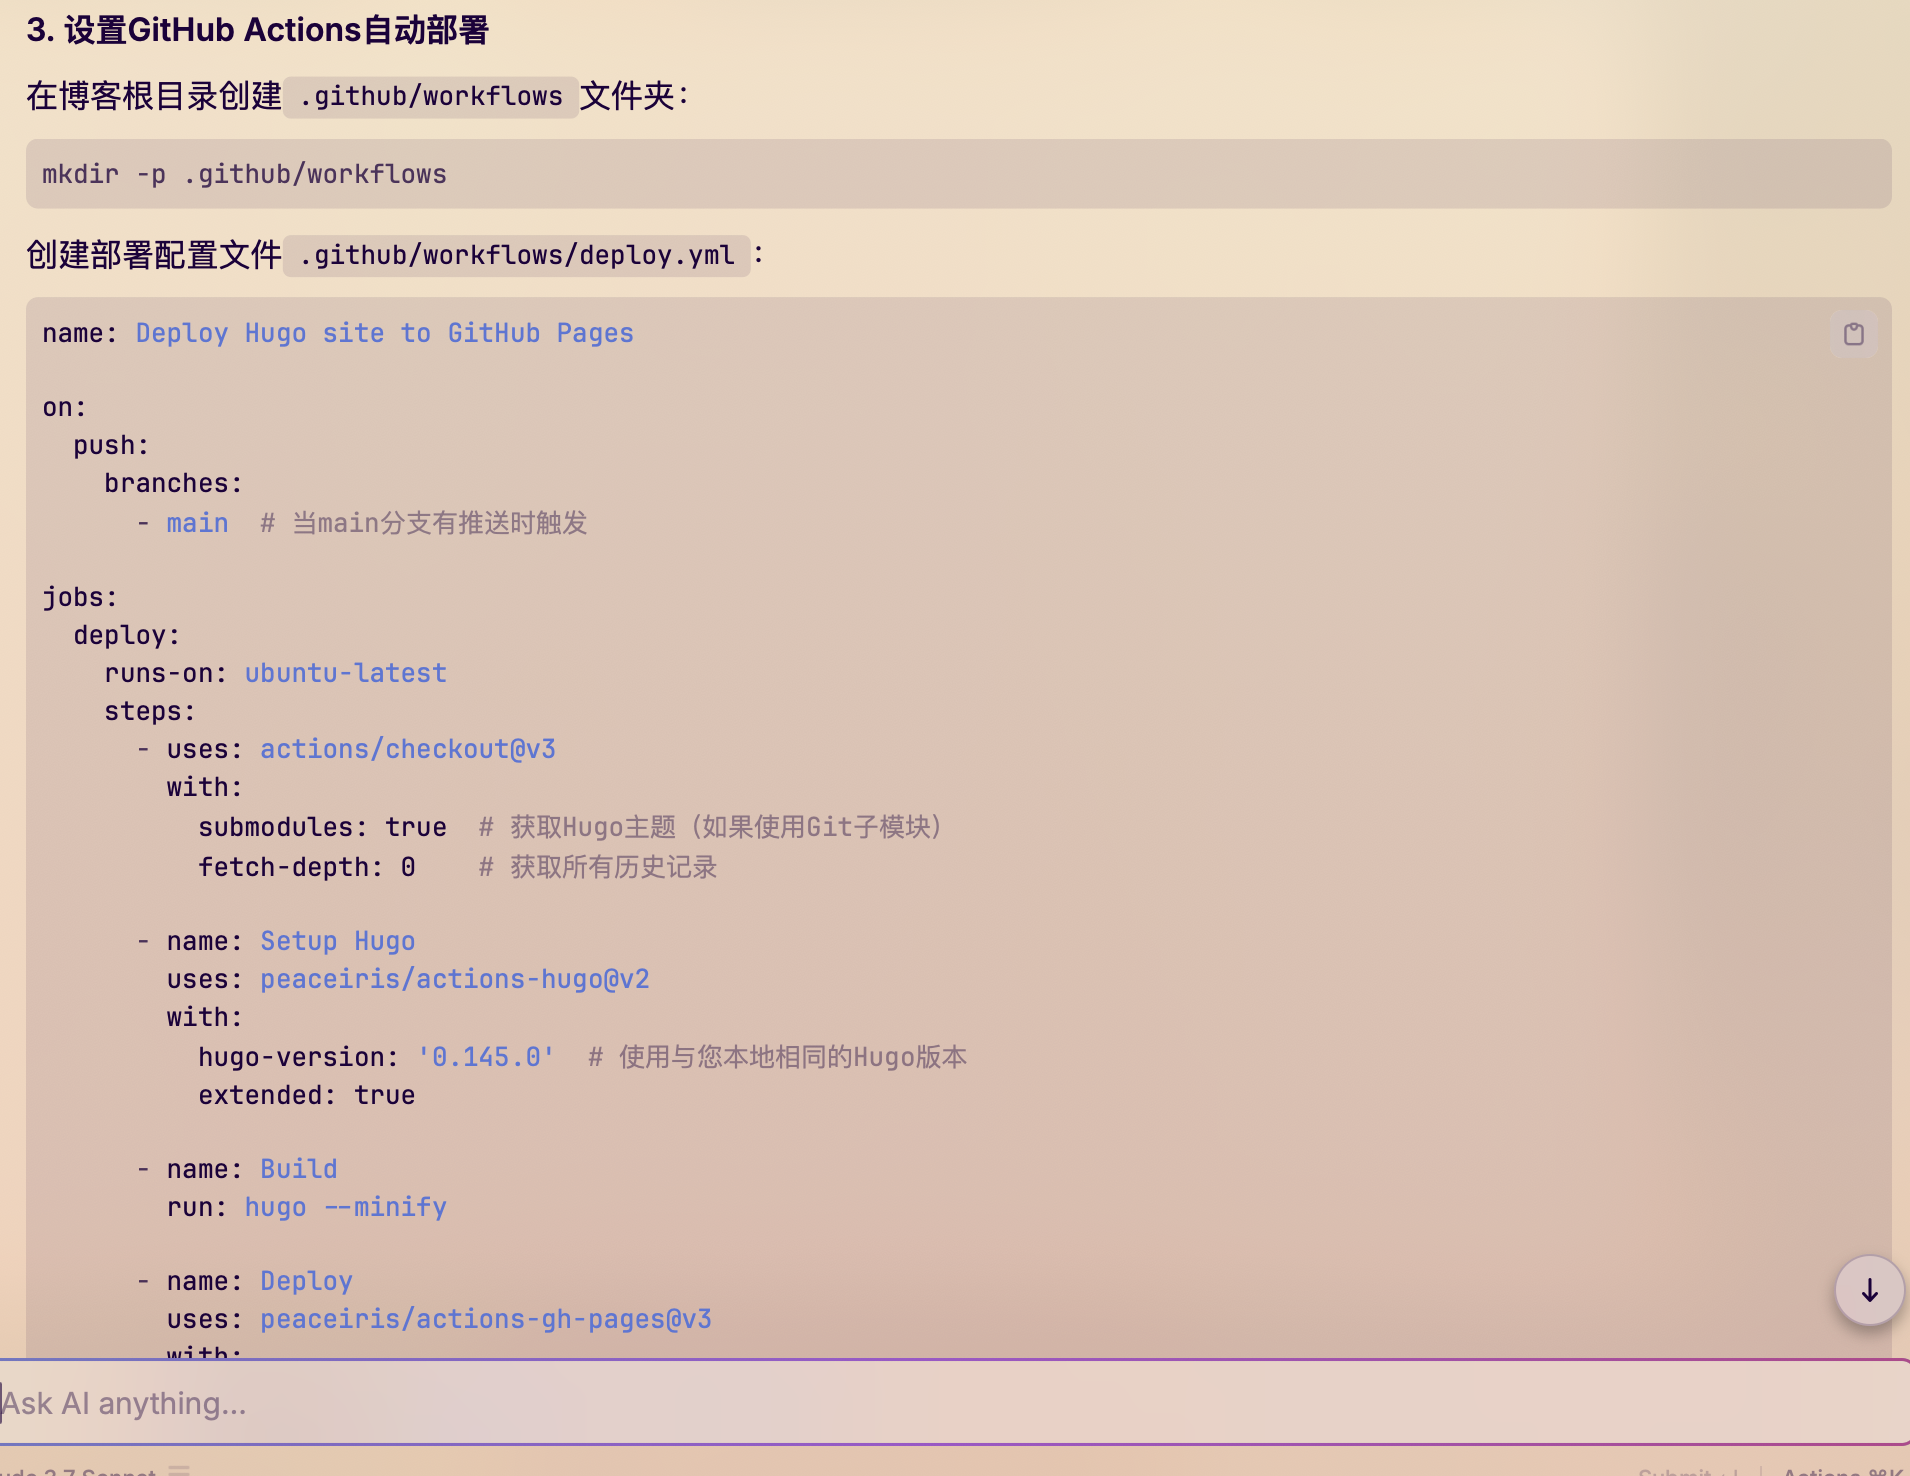 3. 设置GitHub Actions自动部署
在博客根目录创建 .github/workflows 文件夹：
mkdir -p .github/workflows
创建部署配置文件 .github/workflows/deploy.yml ：
name: Deploy Hugo site to GitHub Pages
on:
  push:
    branches:
      - main  # 当main分支有推送时触发
jobs:
  deploy:
    runs-on: ubuntu-latest
    steps:
      - uses: actions/checkout@v3
        with:
          submodules: true  # 获取Hugo主题（如果使用Git子模块）
          fetch-depth: 0    # 获取所有历史记录
      - name: Setup Hugo
        uses: peaceiris/actions-hugo@v2
        with:
          hugo-version: '0.145.0'  # 使用与您本地相同的Hugo版本
          extended: true
      - name: Build
        run: hugo --minify
      - name: Deploy
        uses: peaceiris/actions-gh-pages@v3
        with:
Ask AI anything...
3.7 Sonnet
Submit Actions ⌘K